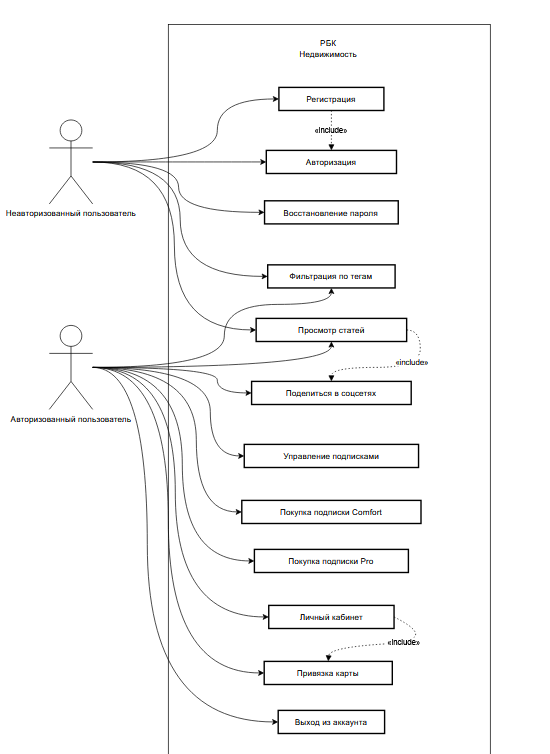 РБК
Недвижимость
Регистрация
«include»
Авторизация
Неавторизованный пользователь
Восстановление пароля
Фильтрация по тегам
Просмотр статей
«include»
Поделиться в соцсетях
Авторизованный пользователь
Управление подписками
Покупка подписки Comfort
Покупка подписки Pro
Личный кабинет
«include»
Привязка карты
Выход из аккаунта